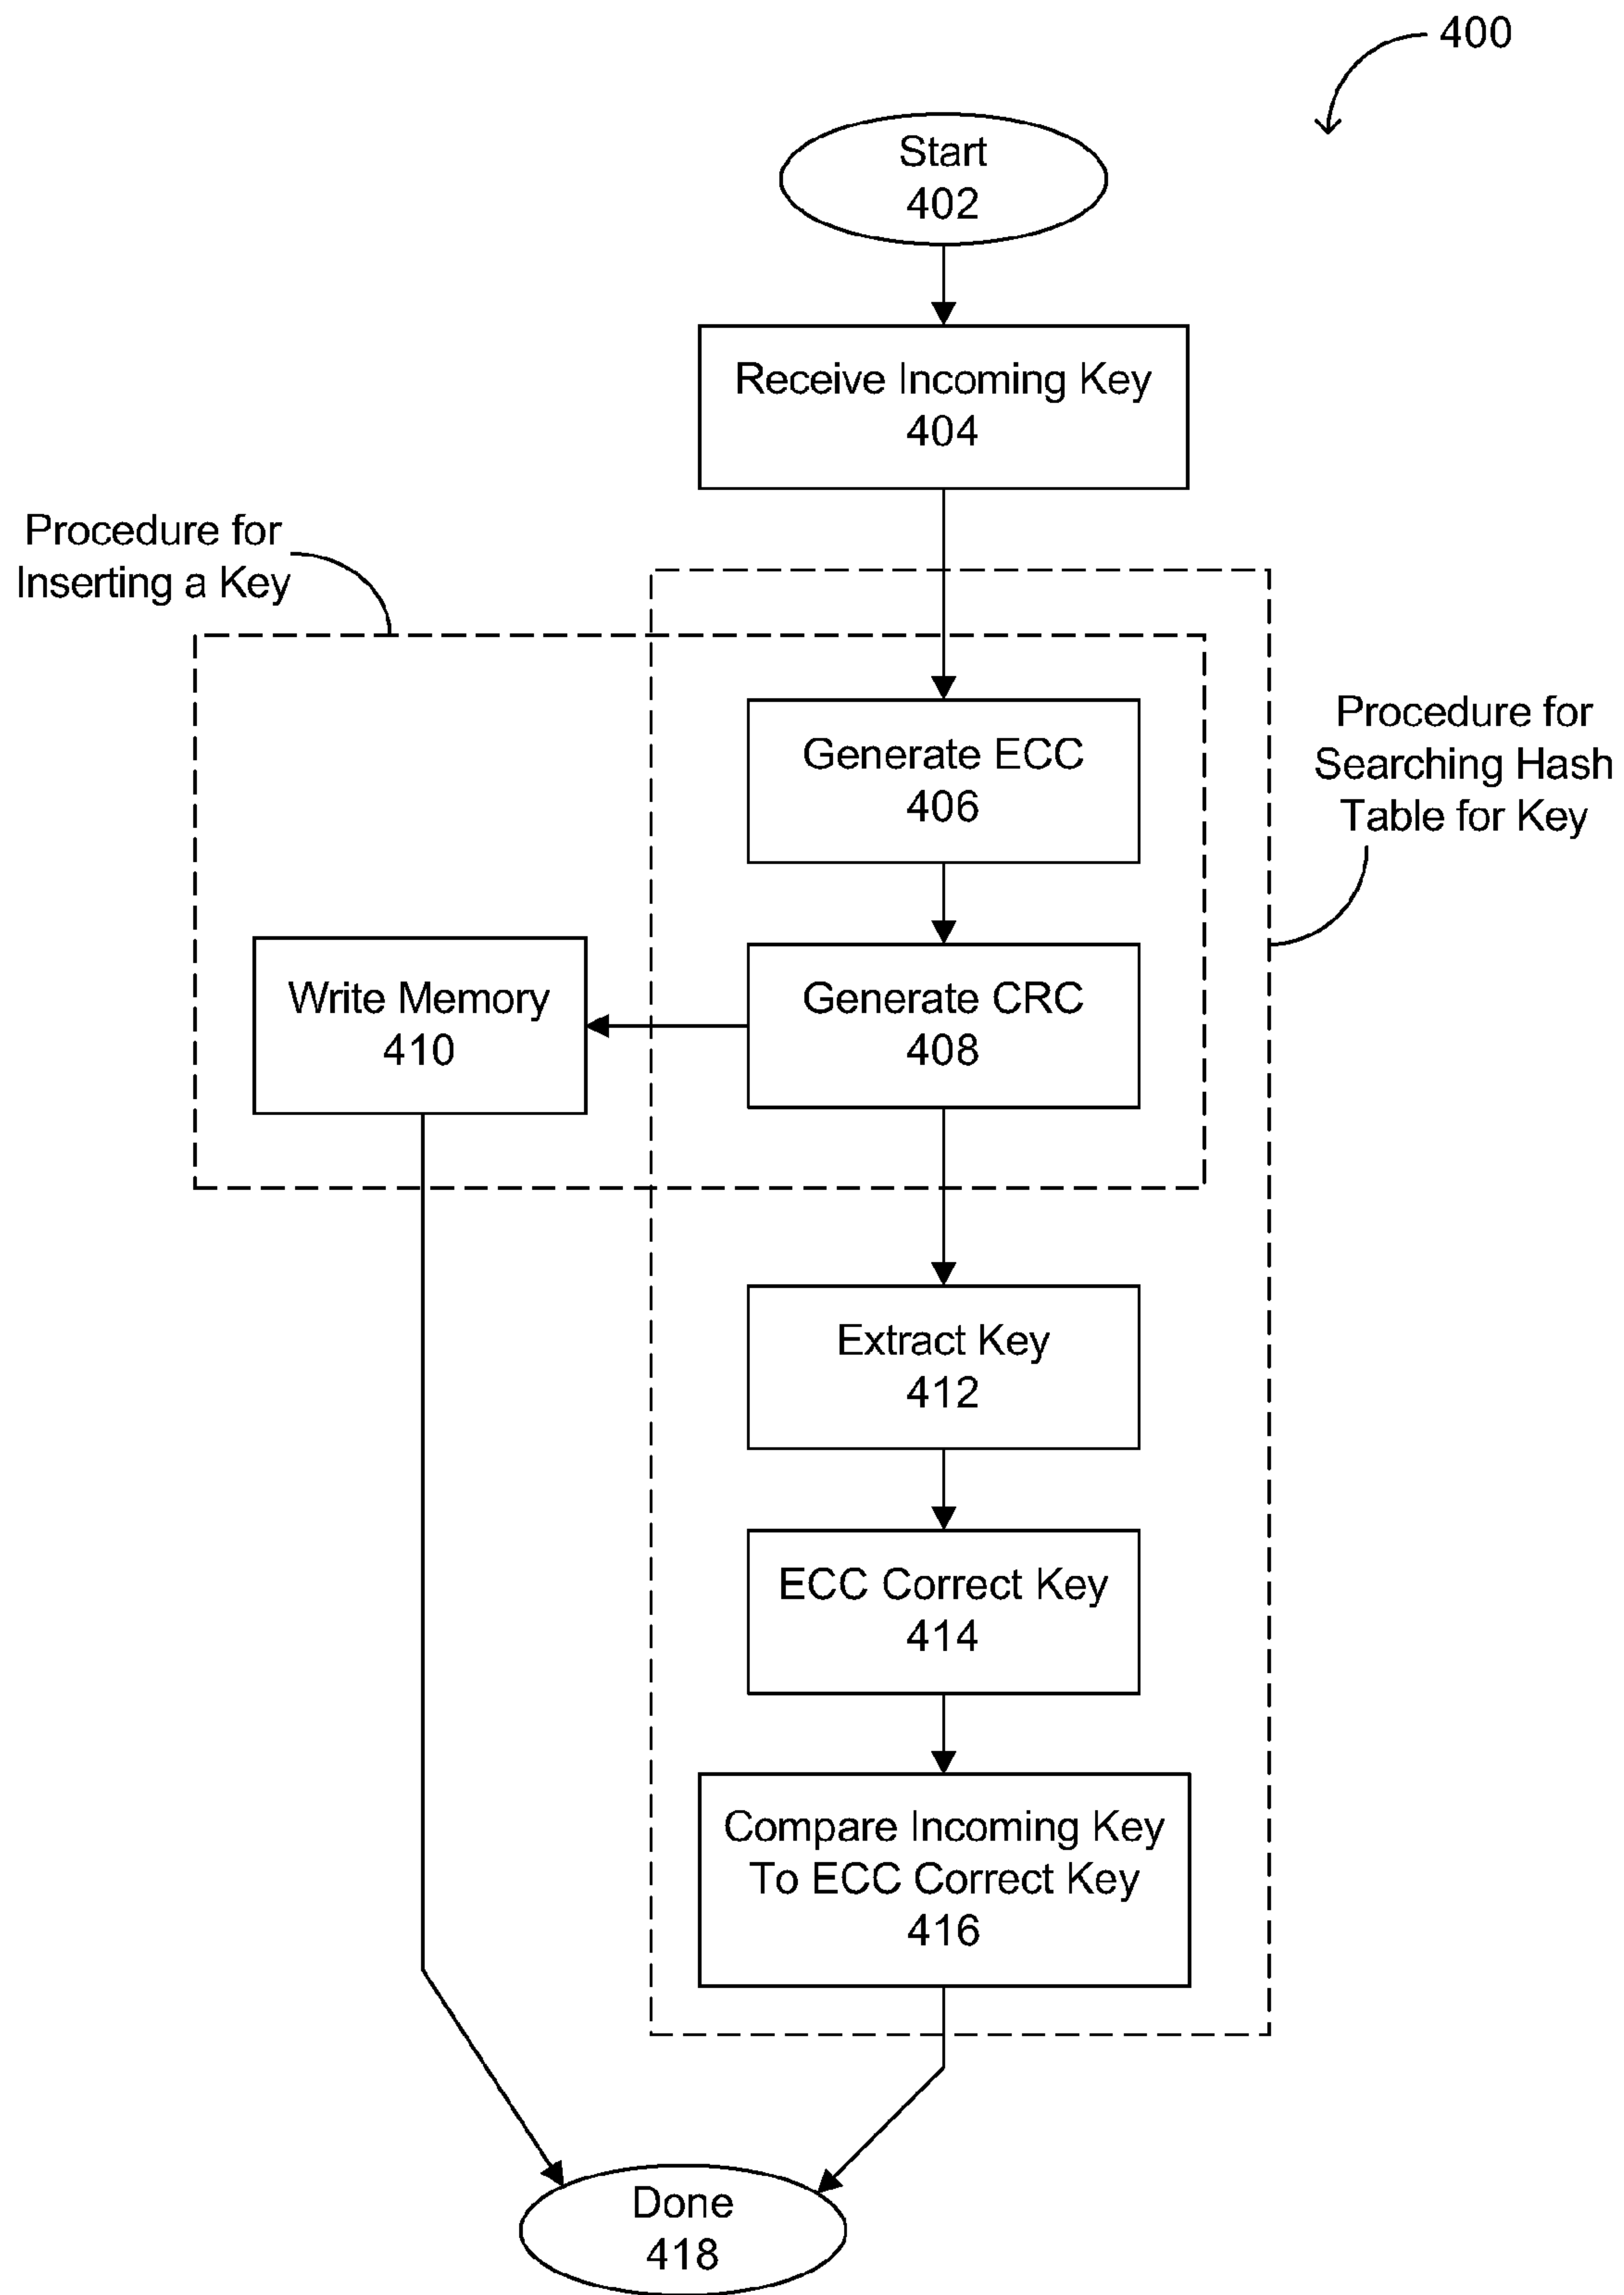 400
Start
402
Receive Incoming Key
404
Procedure for
Inserting a Key
Generate ECC
406
Procedure for
Searching Hash
Table for Key
Write Memory
410
Generate CRC
408
Extract Key
412
ECC Correct Key
414
Compare Incoming Key
To ECC Correct Key
416
Done
418